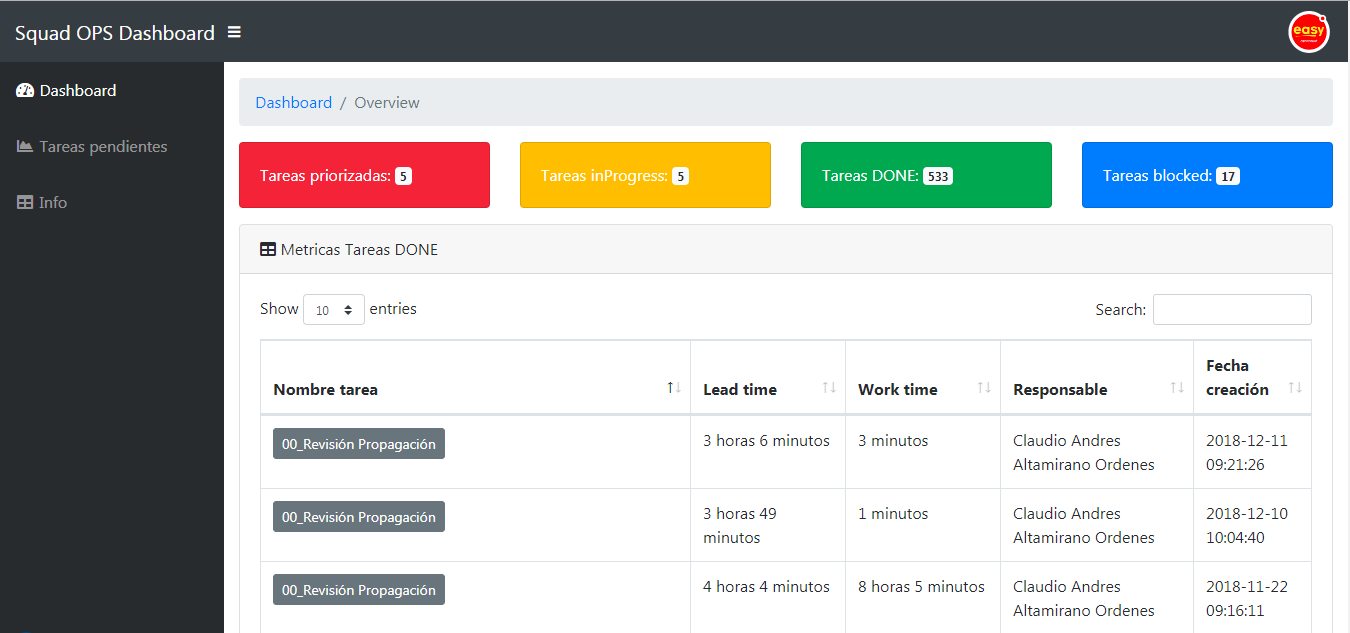 Squad OPS Dashboard
easy
Dashboard
Tareas pendientes
Info
Dashboard / Overview
Tareas priorizadas: 5
Tareas inProgress: 5
Tareas DONE: 533
Tareas blocked: 17
Metricas Tareas DONE
Show 10 entries
Search:
Nombre tarea
Lead time
Work time
Responsable
Fecha
creación
00_Revisión Propagación
3 horas 6 minutos
3 minutos
Claudio Andres
Altamirano Ordenes
2018-12-11
09:21:26
00_Revisión Propagación
3 horas 49
minutos
1 minutos
Claudio Andres
Altamirano Ordenes
2018-12-10
10:04:40
00_Revisión Propagación
4 horas 4 minutos
8 horas 5 minutos
Claudio Andres
Altamirano Ordenes
2018-11-22
09:16:11